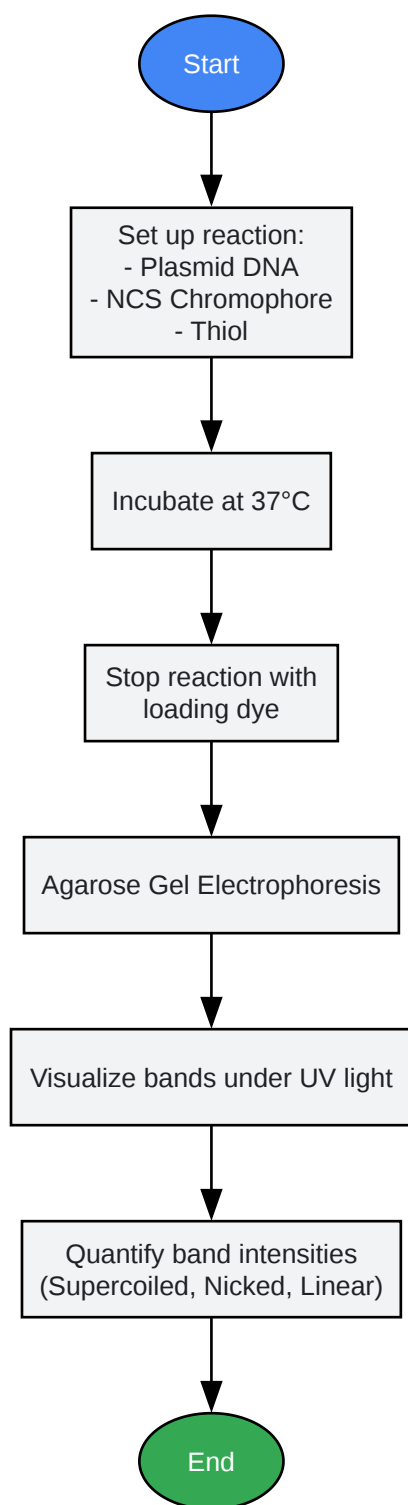 Start
Set up reaction:
- Plasmid DNA
- NCS Chromophore
- Thiol
Incubate at 37°C
Stop reaction with
loading dye
Agarose Gel Electrophoresis
Visualize bands under UV light
Quantify band intensities
(Supercoiled, Nicked, Linear)
End